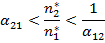 α₂₁ < n₂*/n₁* < 1/α₁₂